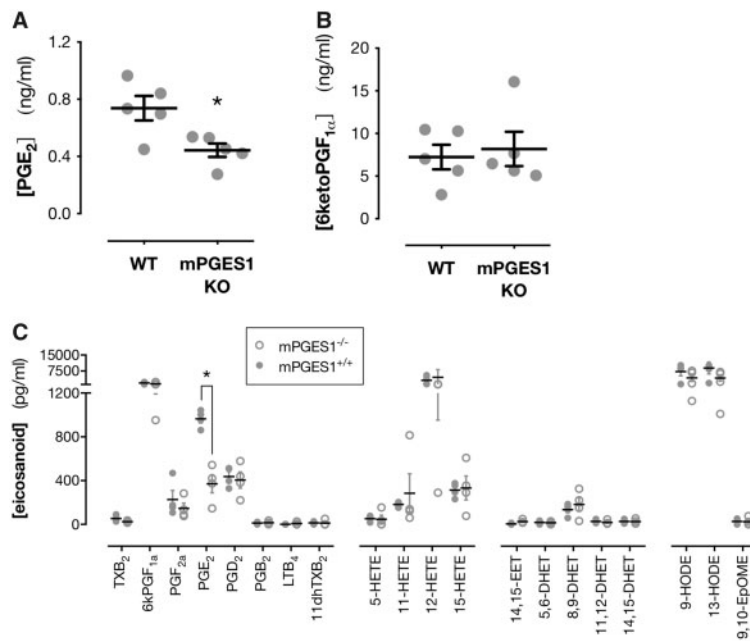 A
[PGE2] (ng/ml)
1.2
0.8
0.4
0.0
*
WT
mPGES1
KO
B
[6ketoPGF1α] (ng/ml)
20
15
10
5
0
WT
mPGES1
KO
C
mPGES1-/-
mPGES1+/+
[eicosanoid] (pg/ml)
15000
7500
1200
800
400
0
*
TXB2
6kPGF1a
PGF2a
PGE2
PGD2
PGB2
LTB4
11dhTXB2
5-HETE
11-HETE
12-HETE
15-HETE
14,15-EET
5,6-DHET
8,9-DHET
11,12-DHET
14,15-DHET
9-HODE
13-HODE
9,10-EpOME